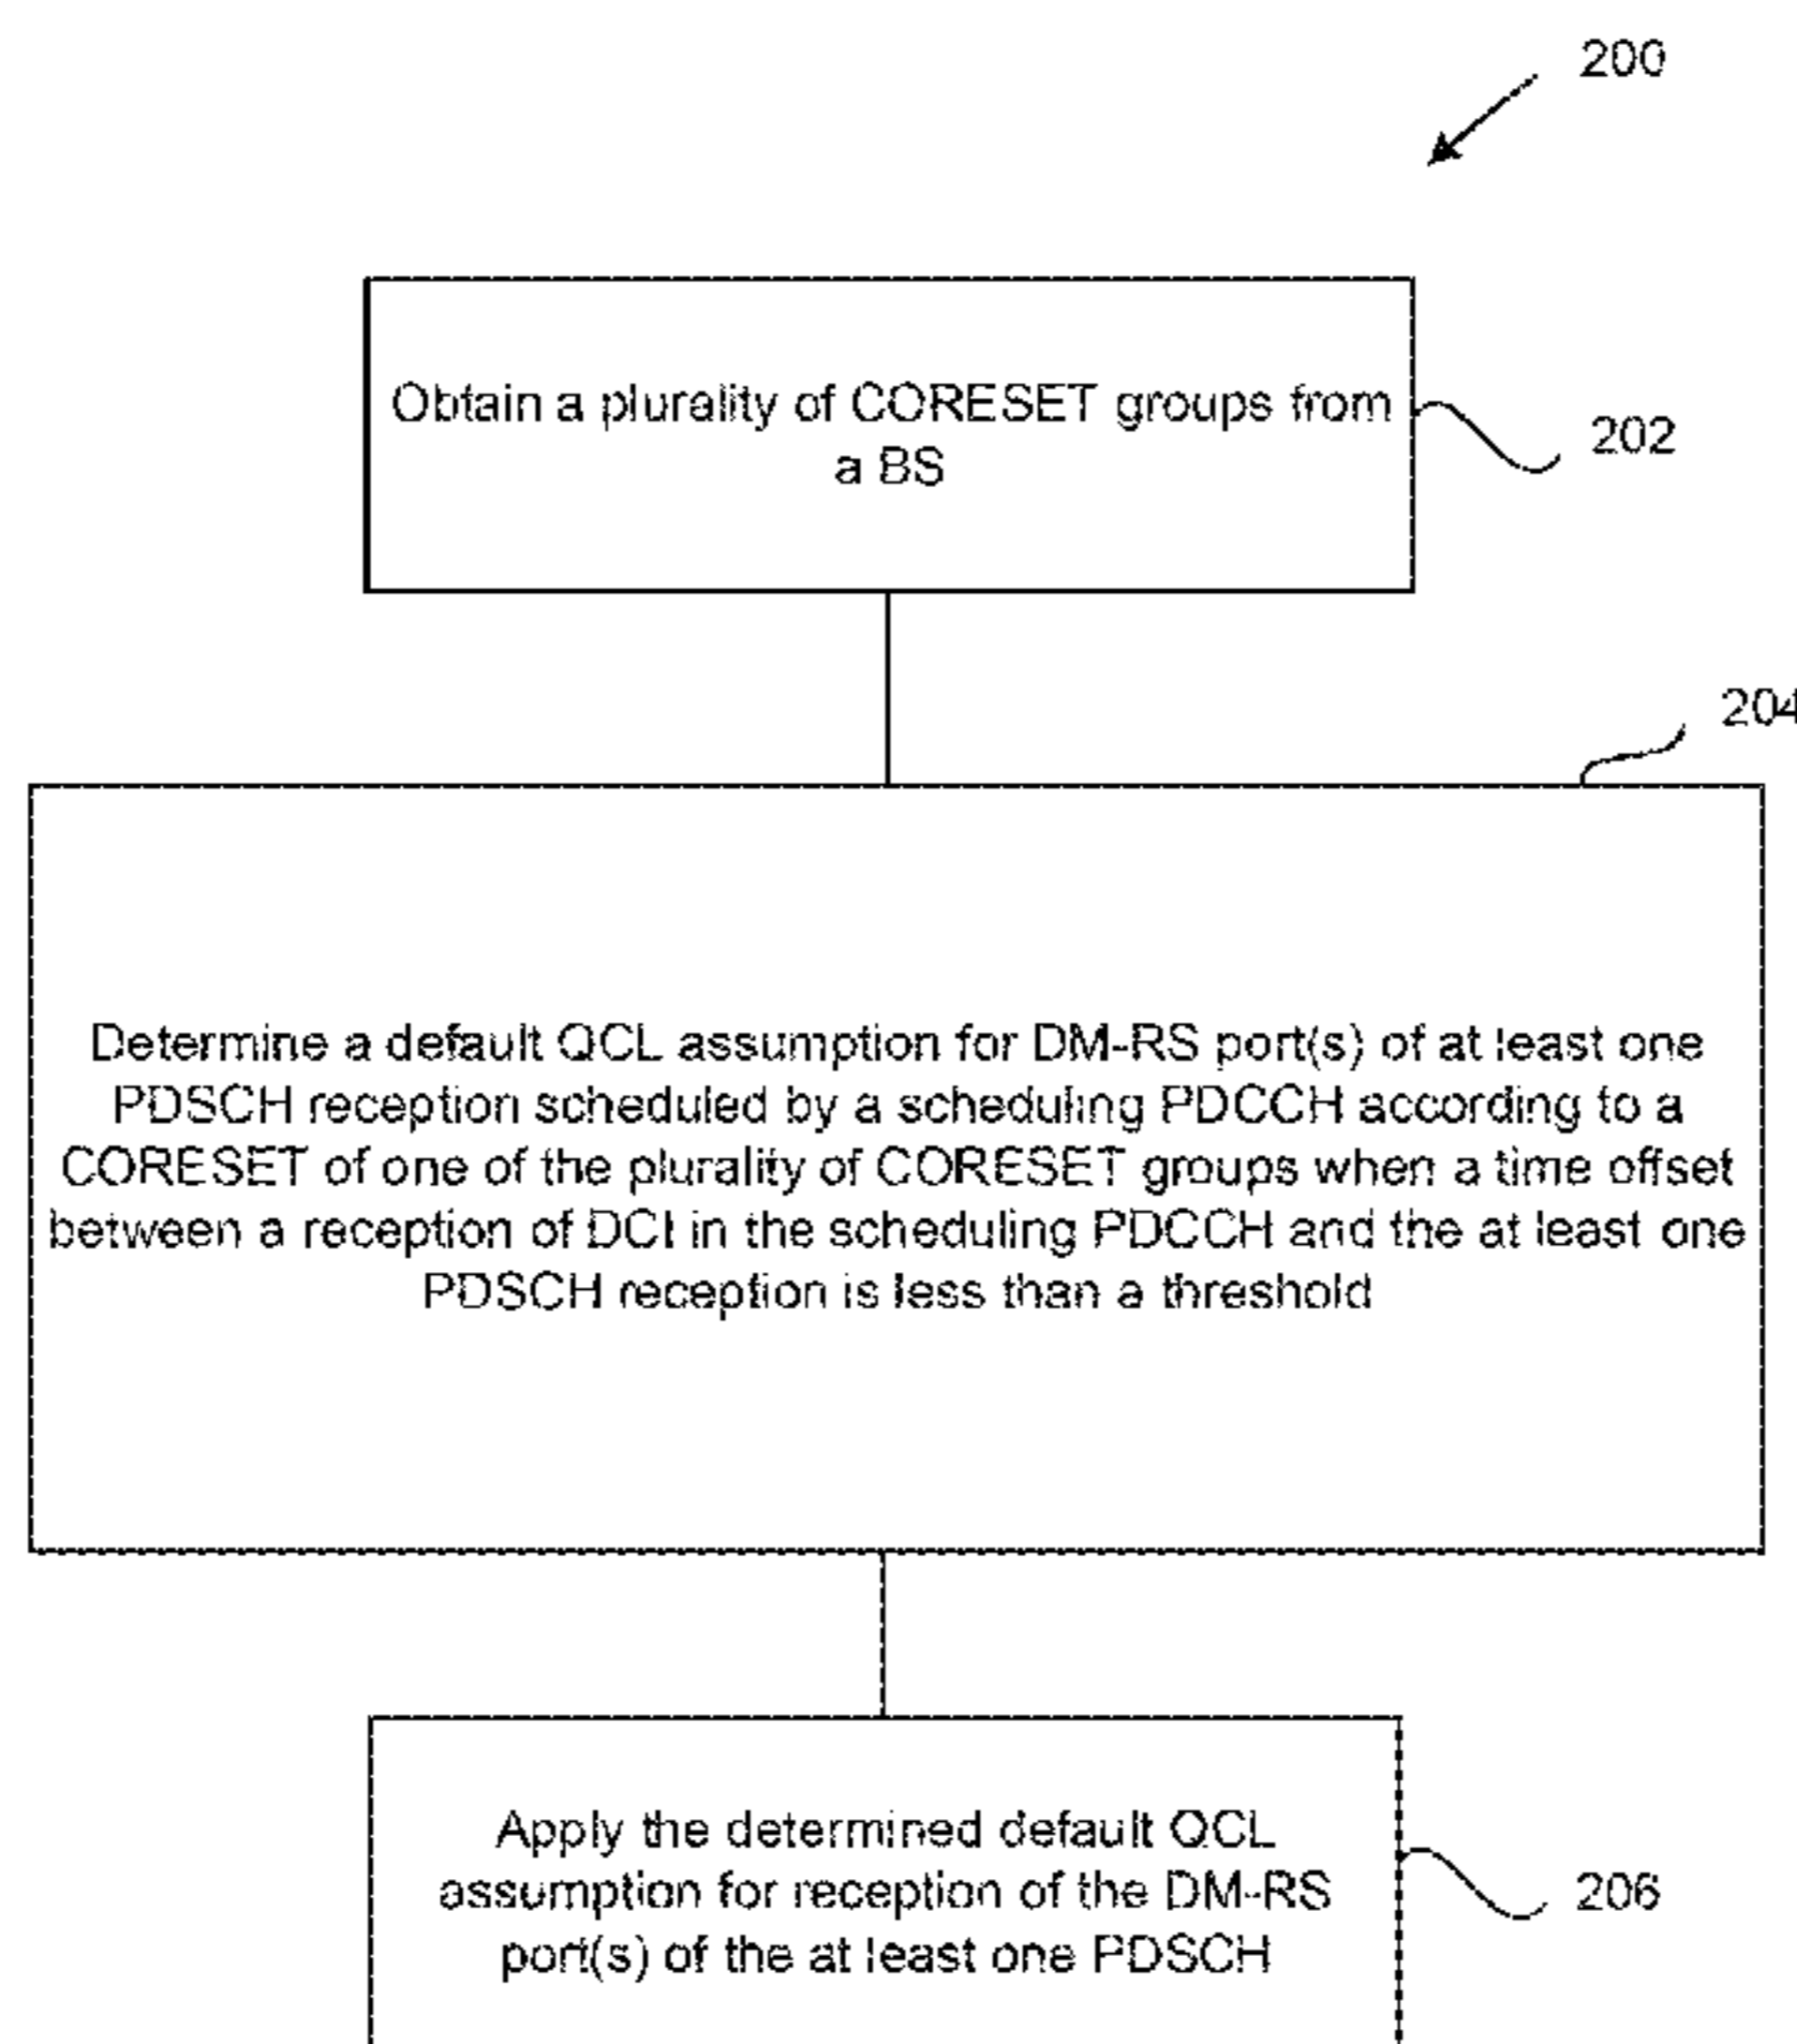 200
Obtain a plurality of CORESET groups from
a BS
202
204
Determine a default QCL assumption for DM-RS port(s) of at least one
PDSCH reception scheduled by a scheduling PDCCH according to a
CORESET of one of the plurality of CORESET groups when a time offset
between a reception of DCI in the scheduling PDCCH and the at least one
PDSCH reception is less than a threshold
Apply the determined default QCL
assumption for reception of the DM-RS
port(s) of the at least one PDSCH
206